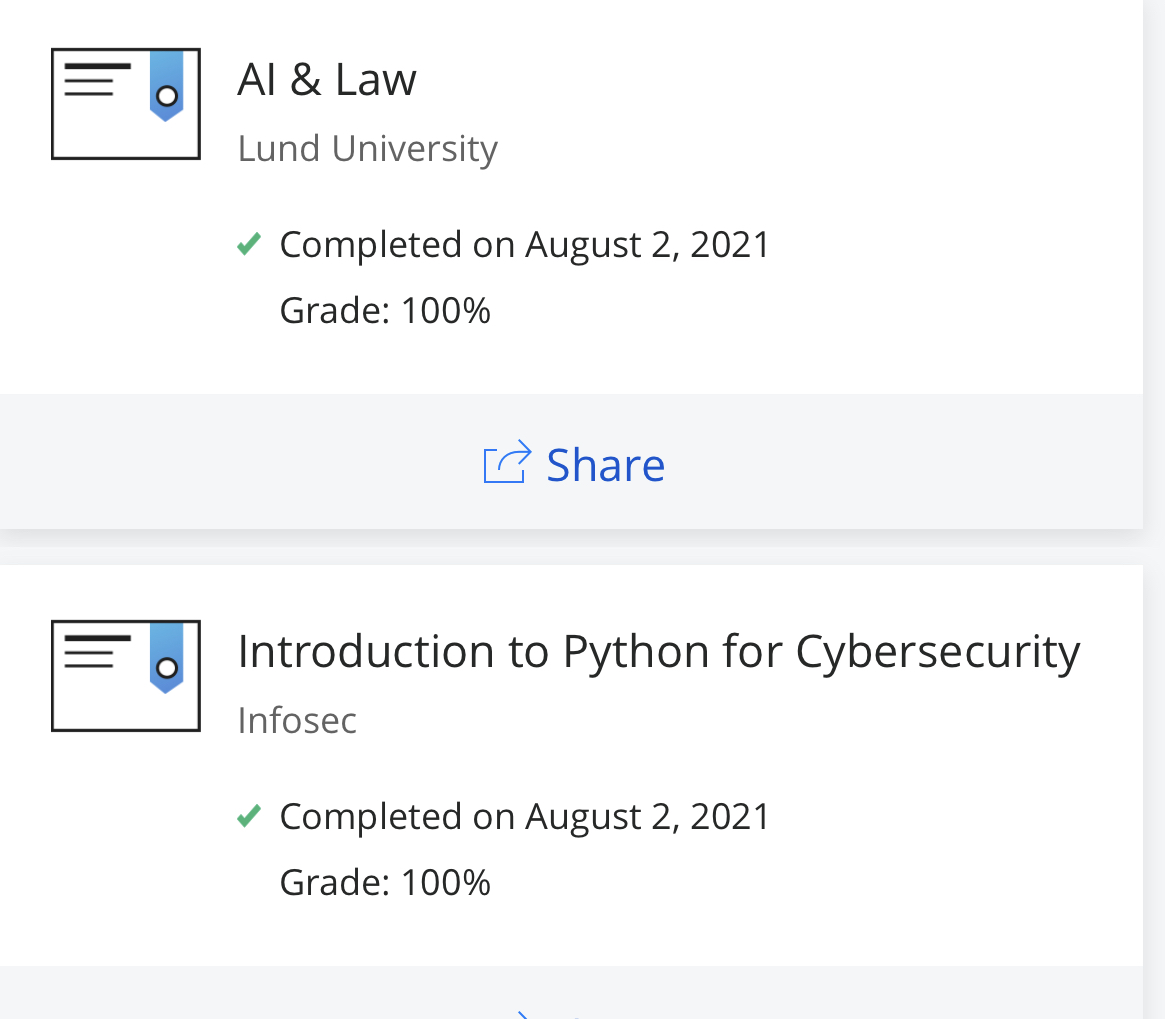 AI & Law
Lund University
Completed on August 2, 2021
Grade: 100%
Share
Introduction to Python for Cybersecurity
Infosec
Completed on August 2, 2021
Grade: 100%